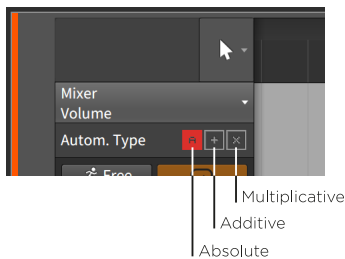 Mixer
Volume
Autom. Type A + ×
Free
Multiplicative
Additive
Absolute